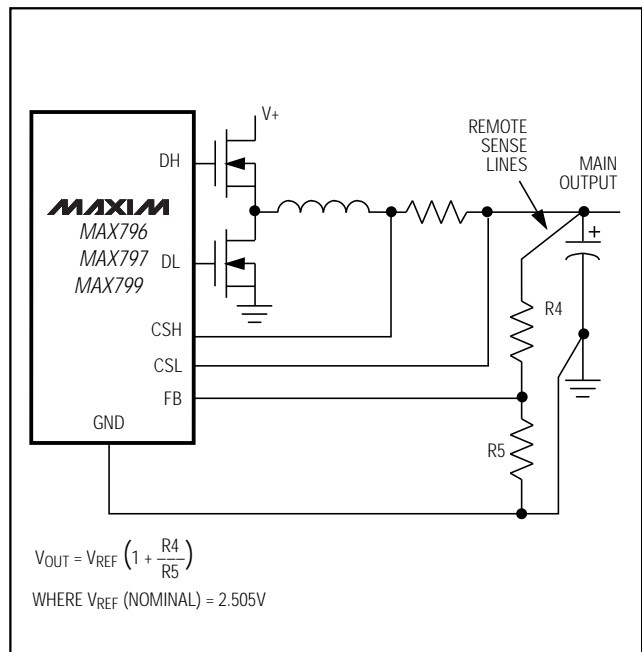 V+
REMOTE
SENSE
LINES
MAIN
OUTPUT
DH
MAXIM
MAX796
MAX797
MAX799
DL
+
R4
CSH
CSL
FB
GND
R5
VOUT = VREF (1 + R4/R5)
WHERE VREF (NOMINAL) = 2.505V